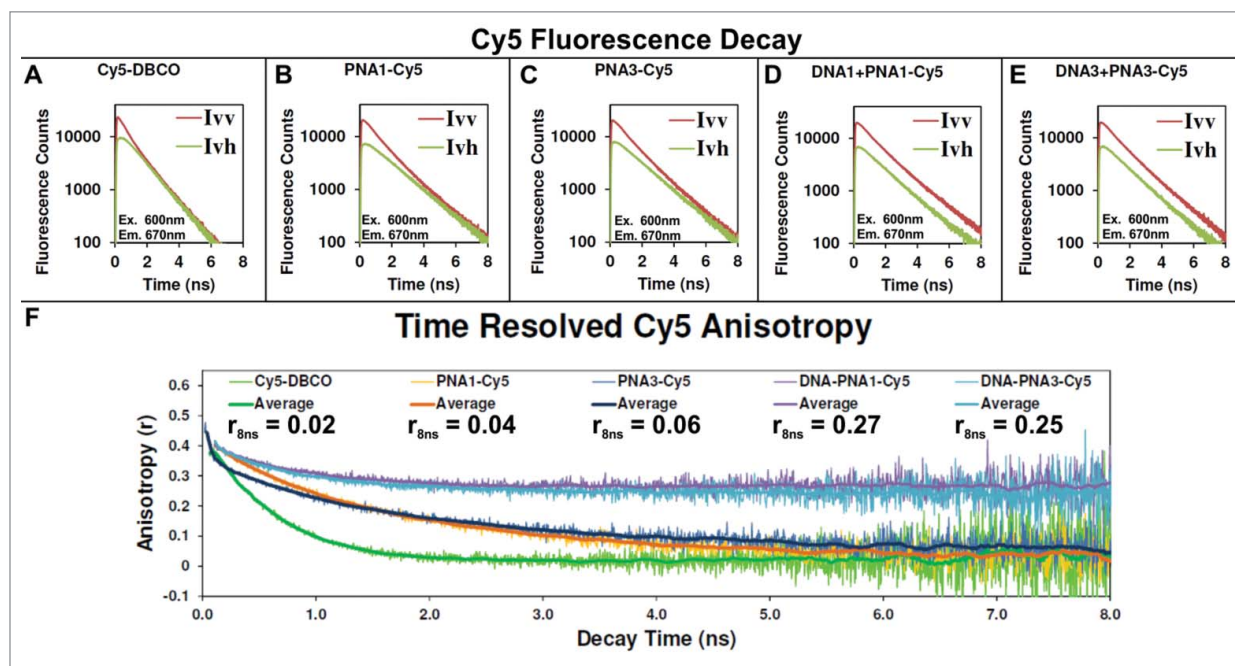 Cy5 Fluorescence Decay
A Cy5-DBCO
Fluorescence Counts
10000
1000
100
Ivv
Ivh
Ex. 600nm
Em. 670nm
0 2 4 6 8
Time (ns)
B PNA1-Cy5
Fluorescence Counts
10000
1000
100
Ivv
Ivh
Ex. 600nm
Em. 670nm
0 2 4 6 8
Time (ns)
C PNA3-Cy5
Fluorescence Counts
10000
1000
100
Ivv
Ivh
Ex. 600nm
Em. 670nm
0 2 4 6 8
Time (ns)
D DNA1+PNA1-Cy5
Fluorescence Counts
10000
1000
100
Ivv
Ivh
Ex. 600nm
Em. 670nm
0 2 4 6 8
Time (ns)
E DNA3+PNA3-Cy5
Fluorescence Counts
10000
1000
100
Ivv
Ivh
Ex. 600nm
Em. 670nm
0 2 4 6 8
Time (ns)
F Time Resolved Cy5 Anisotropy
Cy5-DBCO PNA1-Cy5 PNA3-Cy5 DNA-PNA1-Cy5 DNA-PNA3-Cy5
Average Average Average Average Average
r8ns = 0.02 r8ns = 0.04 r8ns = 0.06 r8ns = 0.27 r8ns = 0.25
Anisotropy (r)
0.6
0.5
0.4
0.3
0.2
0.1
0
-0.1
0.0 1.0 2.0 3.0 4.0 5.0 6.0 7.0 8.0
Decay Time (ns)